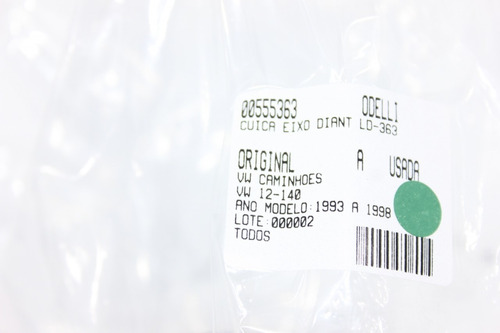 00555363 ODELLI
CUICA EIXO DIANT LD-363
ORIGINAL A USADA
VW CAMINHOES
VW 12-140
ANO MODELO:1993 A 1998
LOTE:000002
TODOS